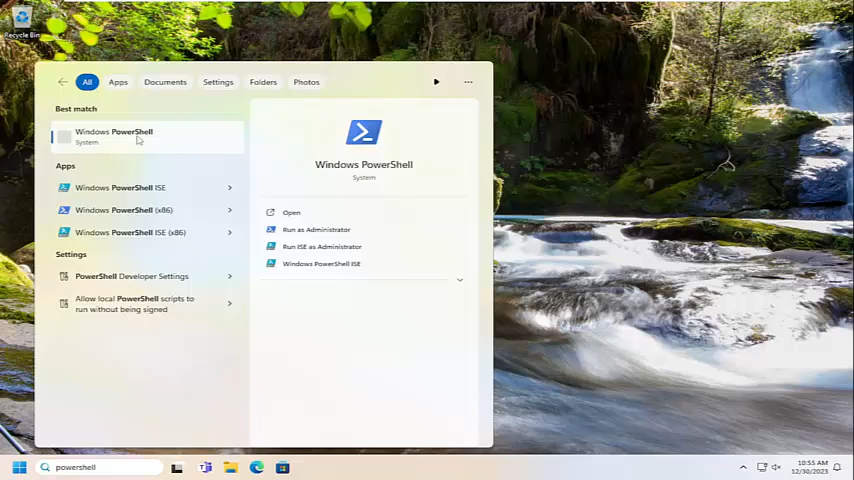 Recycle Bin
All Apps Documents Settings Folders Photos
Best match
Windows PowerShell
System
Apps
Windows PowerShell ISE
Windows PowerShell (x86)
Windows PowerShell ISE (x86)
Settings
PowerShell Developer Settings
Allow local PowerShell scripts to
run without being signed
Windows PowerShell
System
Open
Run as Administrator
Run ISE as Administrator
Windows PowerShell ISE
powershell
10:55 AM
12/30/2023